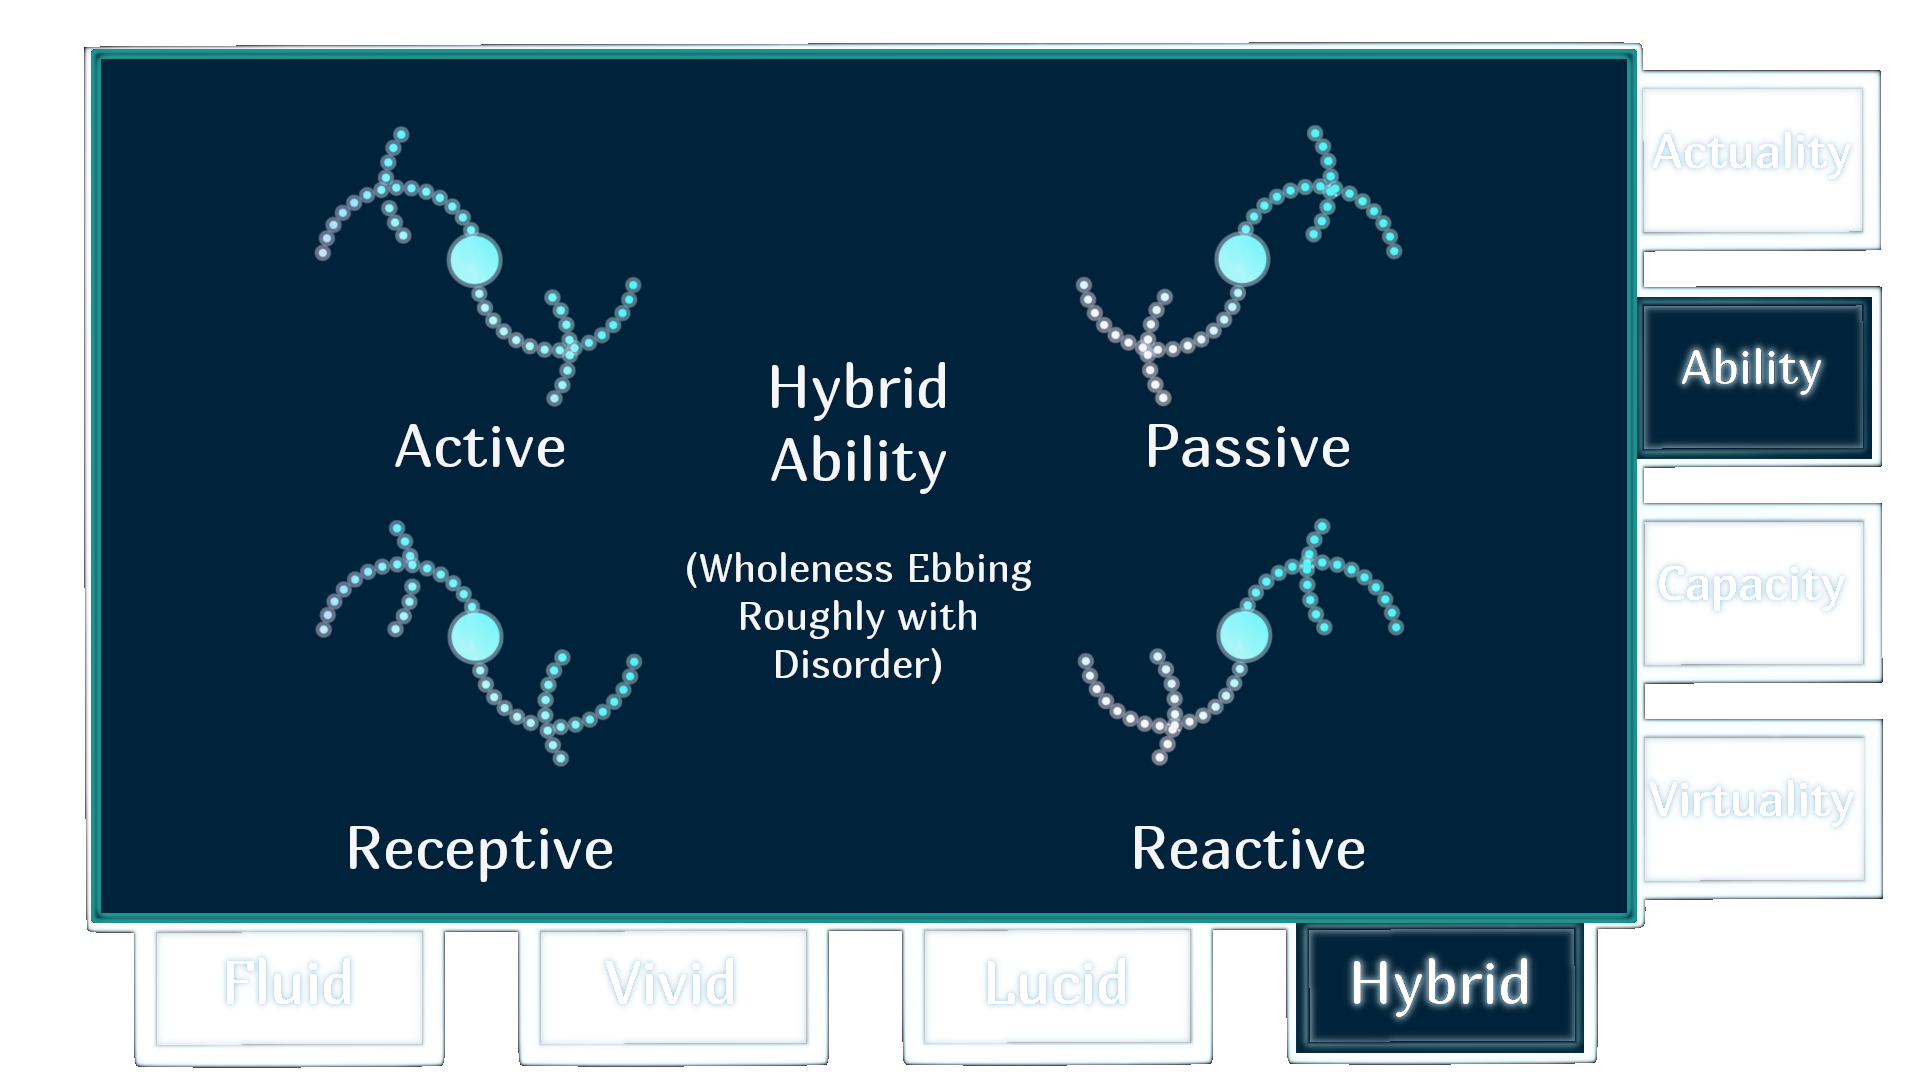 Actuality
Ability
Hybrid
Ability
Active
Passive
(Wholeness Ebbing
Roughly with
Disorder)
Capacity
Virtuality
Receptive
Reactive
Fluid
Vivid
Lucid
Hybrid